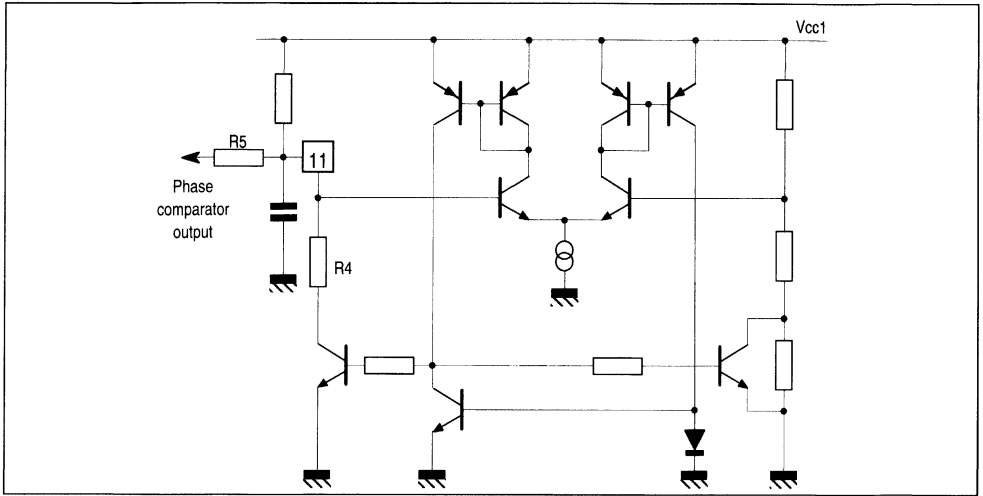 Vcc1
R5
11
Phase
comparator
output
R4